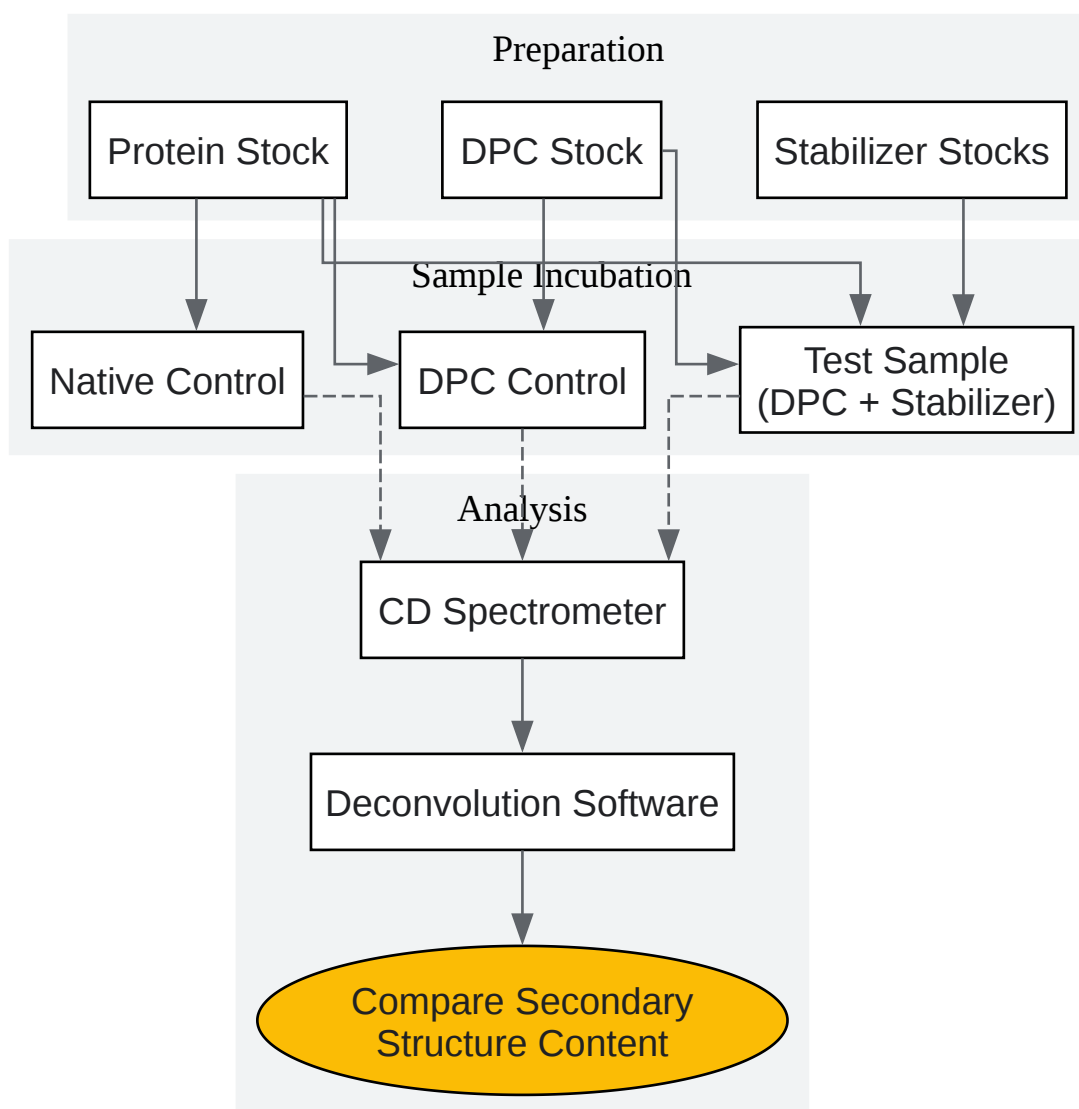 Preparation
Protein Stock
DPC Stock
Stabilizer Stocks
Sample Incubation
Native Control
DPC Control
Test Sample
(DPC + Stabilizer)
Analysis
CD Spectrometer
Deconvolution Software
Compare Secondary
Structure Content